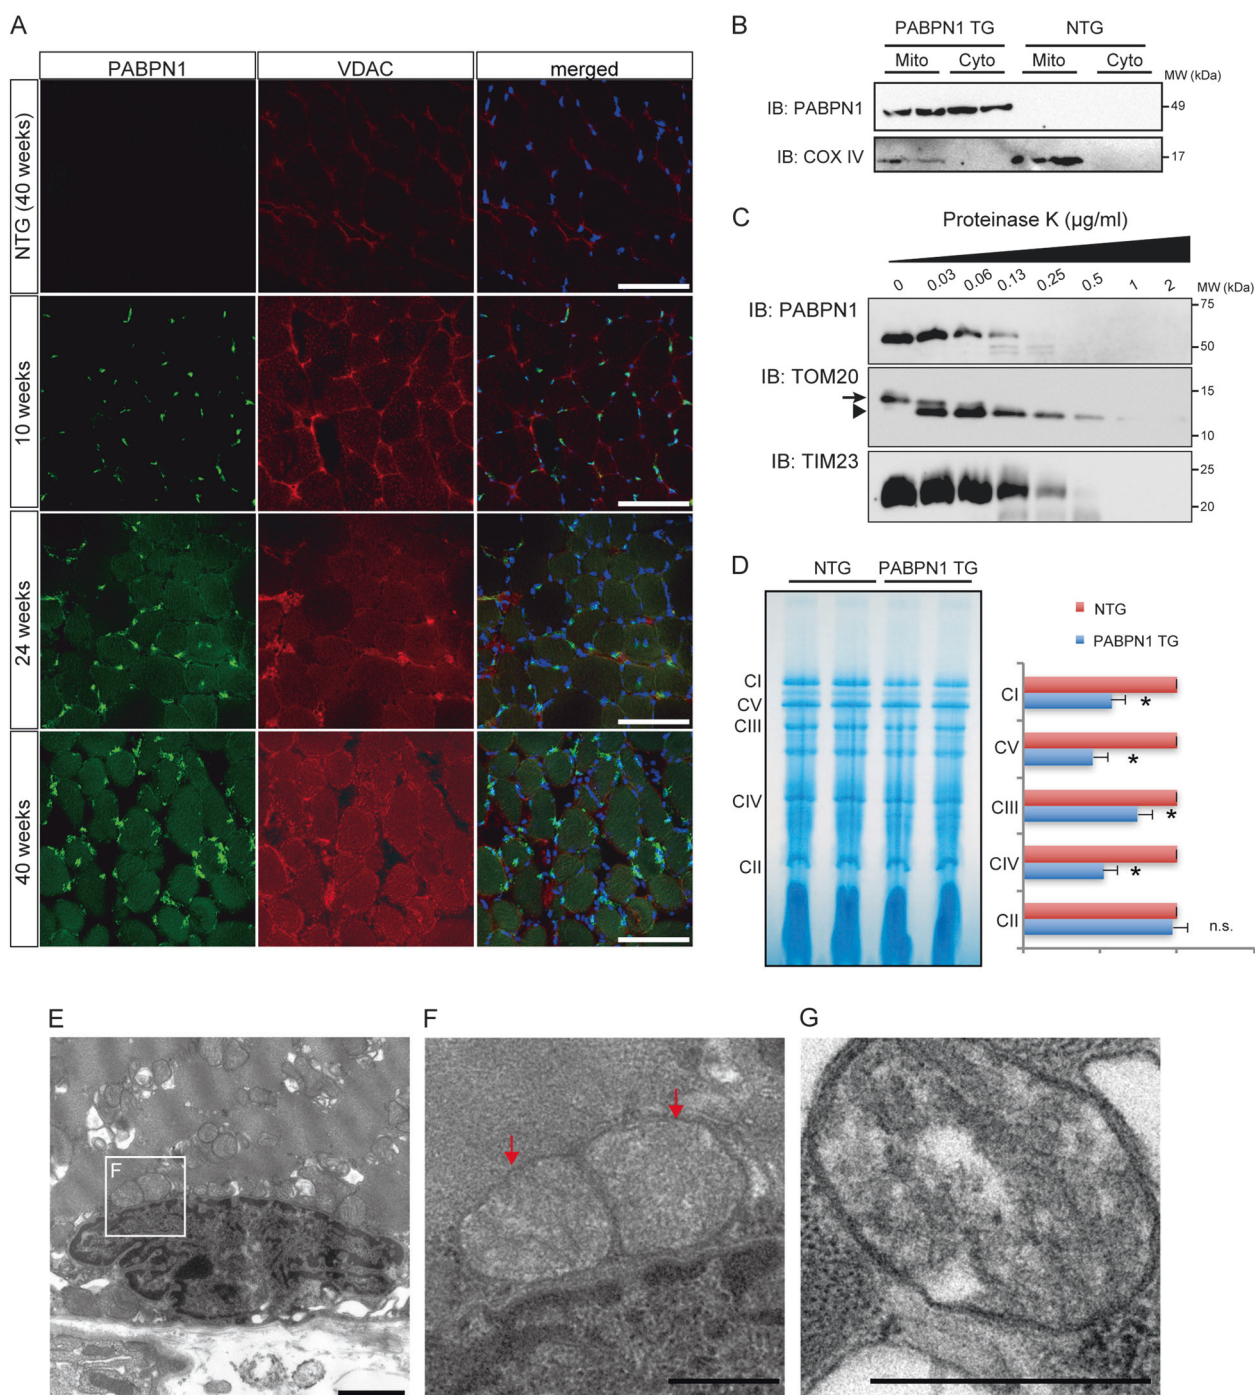 A
PABPN1 VDAC merged
NTG (40 weeks)
10 weeks
24 weeks
40 weeks
B
PABPN1 TG NTG
Mito Cyto Mito Cyto
MW (kDa)
IB: PABPN1 49
IB: COX IV 17
C
Proteinase K (µg/ml)
0 0.03 0.06 0.13 0.25 0.5 1 2
MW (kDa)
IB: PABPN1 75
50
IB: TOM20 15
10
IB: TIM23 25
20
D
NTG PABPN1 TG
CI
CV
CIII
CIV
CII
NTG
PABPN1 TG
CI *
CV *
CIII *
CIV *
CII n.s.
E
F
F
G